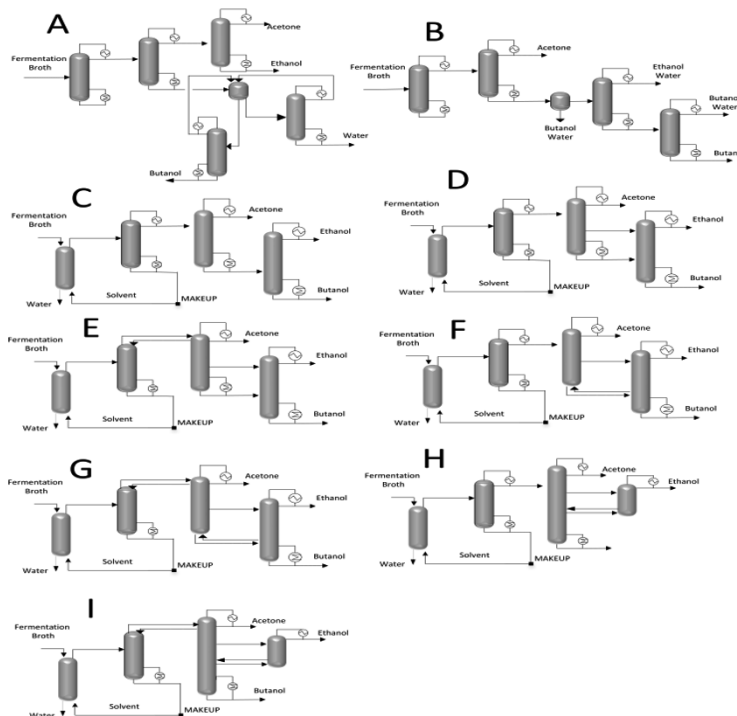 A
Acetone
Fermentation
Broth
Ethanol
Water
Butanol
B
Fermentation
Broth
Acetone
Ethanol
Water
Butanol
Water
Butanol
Water
Butan
C
Fermentation
Broth
Acetone
Ethanol
Solvent
Butanol
Water
MAKEUP
D
Fermentation
Broth
Acetone
Ethanol
Solvent
Butanol
Water
MAKEUP
E
Fermentation
Broth
Acetone
Ethanol
Solvent
Butanol
Water
MAKEUP
F
Fermentation
Broth
Acetone
Ethanol
Solvent
Butanol
Water
MAKEUP
G
Fermentation
Broth
Acetone
Ethanol
Solvent
Butanol
Water
MAKEUP
H
Fermentation
Broth
Acetone
Ethanol
Solvent
Water
MAKEUP
I
Fermentation
Broth
Acetone
Ethanol
Solvent
Butanol
Water
MAKEUP